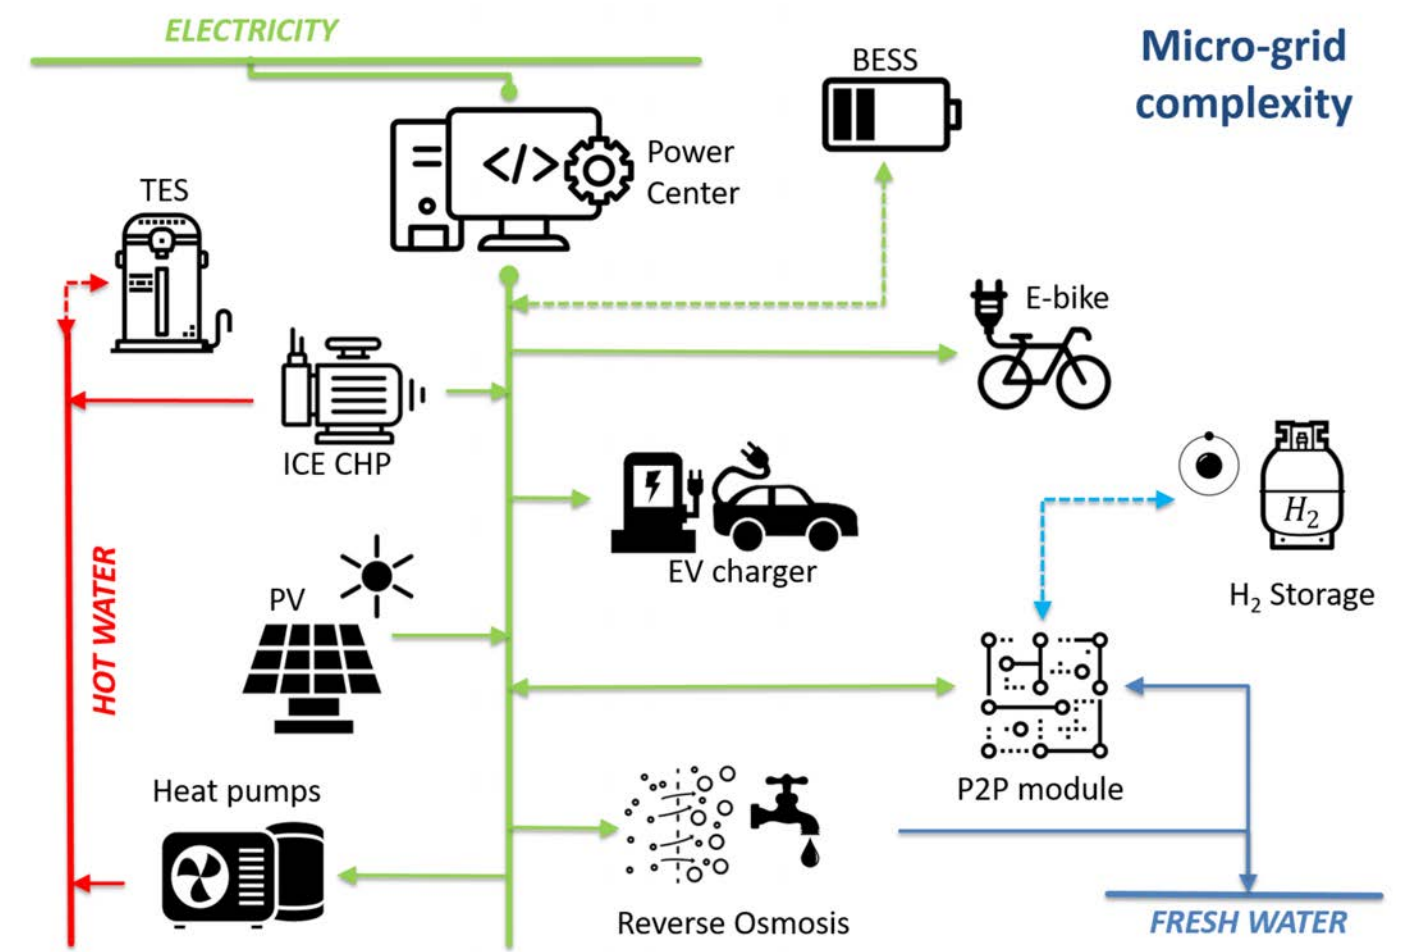 ELECTRICITY
Micro-grid
complexity
BESS
</>
Power
Center
TES
E-bike
ICE CHP
H₂
EV charger
H₂ Storage
PV
HOT WATER
P2P module
Heat pumps
Reverse Osmosis
FRESH WATER